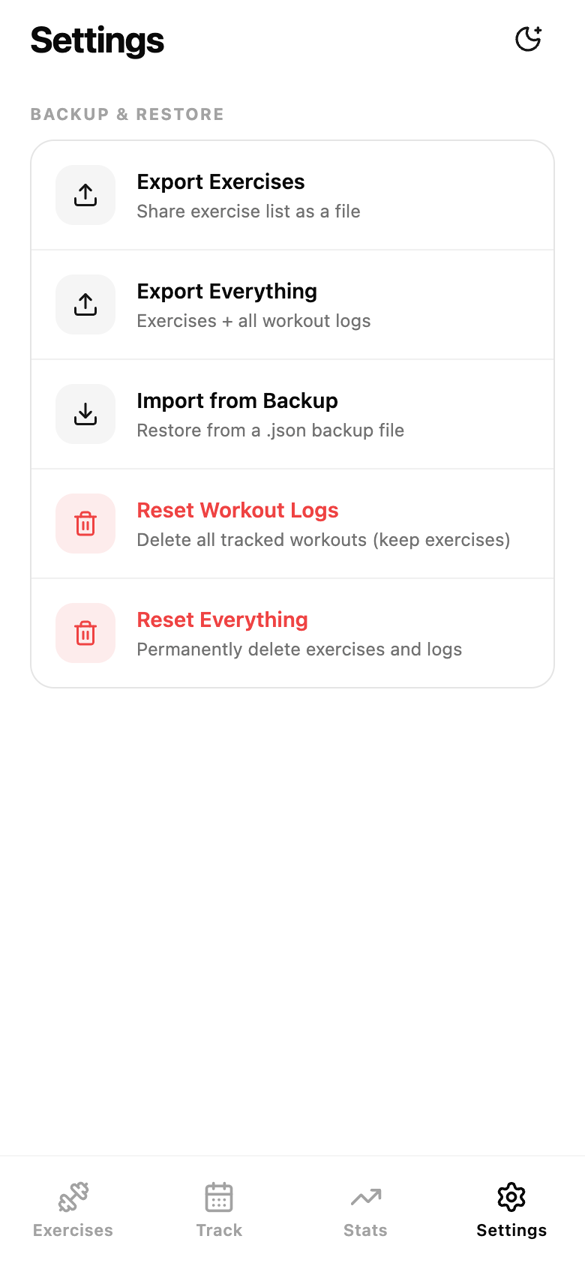 Settings
BACKUP & RESTORE
Export Exercises
Share exercise list as a file
Export Everything
Exercises + all workout logs
Import from Backup
Restore from a .json backup file
Reset Workout Logs
Delete all tracked workouts (keep exercises)
Reset Everything
Permanently delete exercises and logs
Exercises
Track
Stats
Settings